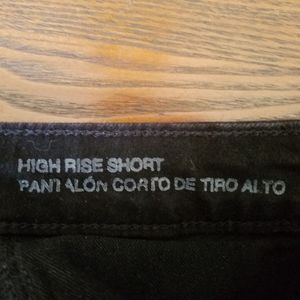 HIGH RISE SHORT
PANTALÓN CORTO DE TIRO ALTO